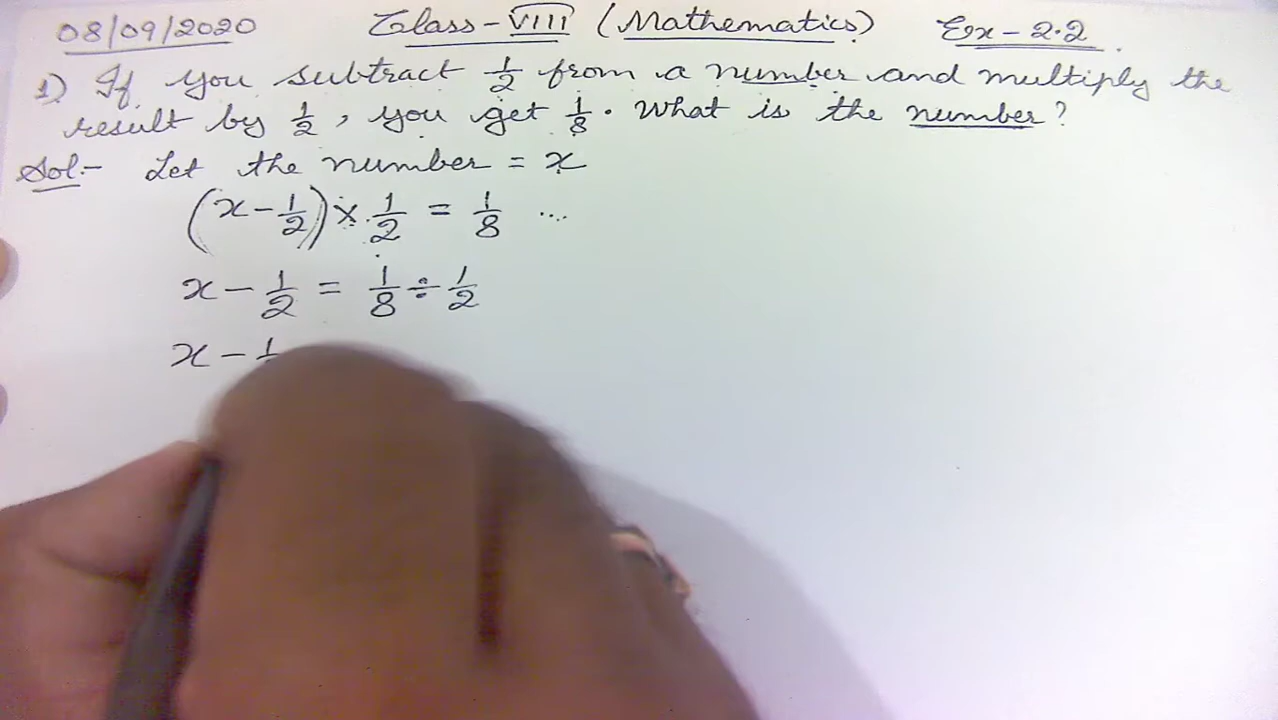 08/09/2020 Class-VIII (Mathematics) Ex-2.2
1) If you subtract 1/2 from a number and multiply the
result by 1/2, you get 1/8. What is the number?
Sol:- Let the number = x
(x - 1/2) × 1/2 = 1/8 ....
x - 1/2 = 1/8 ÷ 1/2
x - 1